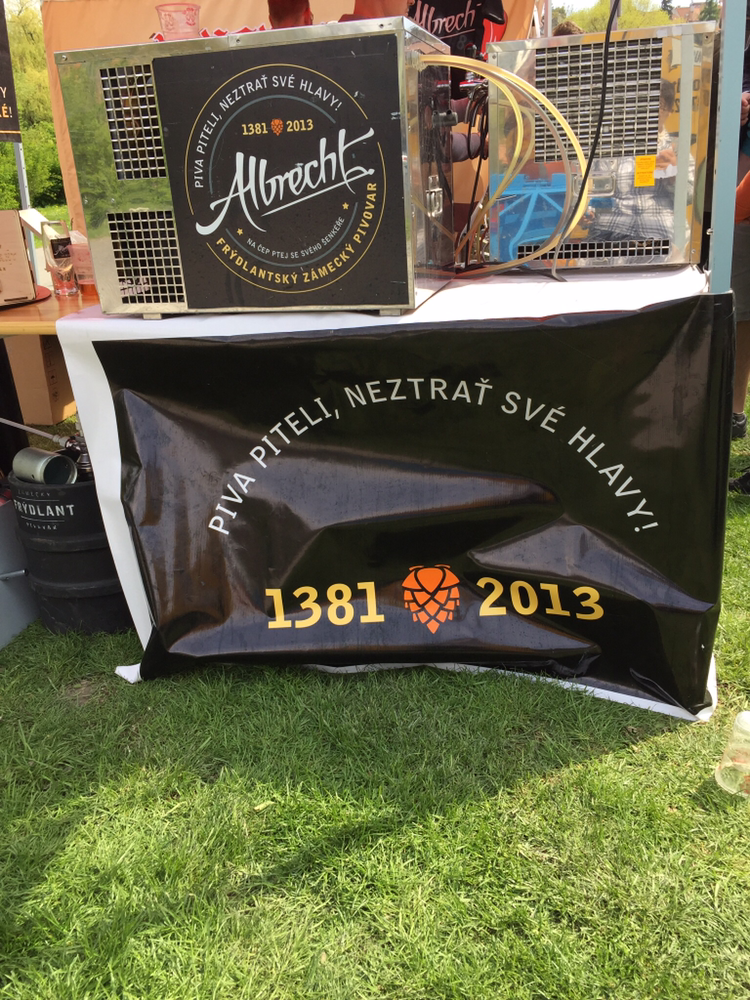 Albrecht
PIVA PITELI, NEZTRAŤ SVÉ HLAVY!
1381 2013
Albrecht
NA ČEP PTEJ SE SVÉHO ŠENKÉŘE
FRÝDLANTSKÝ ZÁMECKÝ PIVOVAR
PIVA PITELI, NEZTRAŤ SVÉ HLAVY!
1381 2013
FRÝDLANT